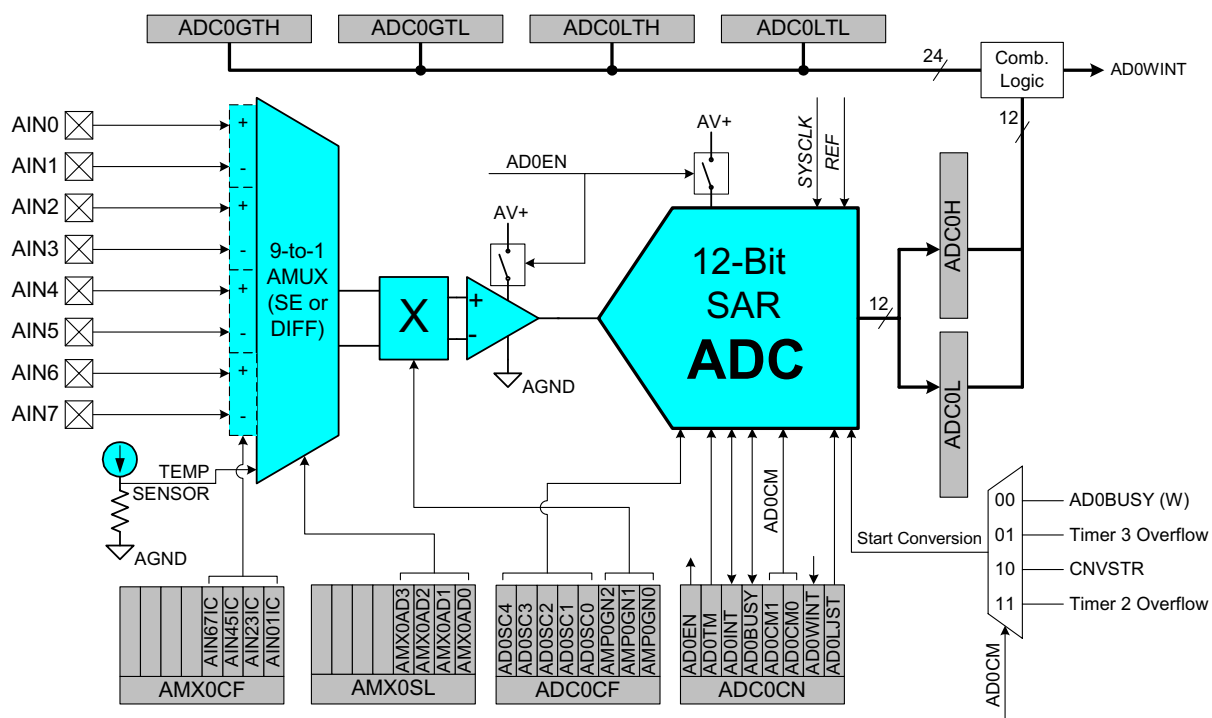 ADC0GTH
ADC0GTL
ADC0LTH
ADC0LTL
24
Comb.
Logic
AD0WINT
12
AIN0
AIN1
AIN2
AIN3
AIN4
AIN5
AIN6
AIN7
+
-
+
-
+
-
+
-
9-to-1
AMUX
(SE or
DIFF)
X
+
-
AV+
AGND
AD0EN
AV+
SYSCLK
REF
12-Bit
SAR
ADC
12
ADC0H
ADC0L
TEMP
SENSOR
AGND
AD0CM
Start Conversion
00
01
10
11
AD0BUSY (W)
Timer 3 Overflow
CNVSTR
Timer 2 Overflow
AD0CM
AIN67IC
AIN45IC
AIN23IC
AIN01IC
AMX0CF
AMX0AD3
AMX0AD2
AMX0AD1
AMX0AD0
AMX0SL
AD0SC4
AD0SC3
AD0SC2
AD0SC1
AD0SC0
AMP0GN2
AMP0GN1
AMP0GN0
ADC0CF
AD0EN
AD0TM
AD0INT
AD0BUSY
AD0CM1
AD0CM0
AD0WINT
AD0LJST
ADC0CN